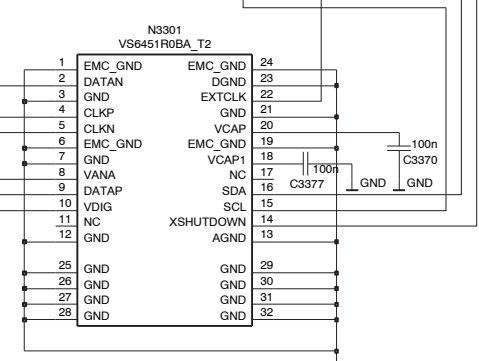 N3301
VS6451R0BA_T2
1 EMC_GND EMC_GND 24
2 DATAN DGND 23
3 GND EXTCLK 22
4 CLKP GND 21
5 CLKN VCAP 20
6 EMC_GND EMC_GND 19
7 GND VCAP1 18
8 VANA NC 17
9 DATAP SDA 16
10 VDIG SCL 15
11 NC XSHUTDOWN 14
12 GND AGND 13
25 GND GND 29
26 GND GND 30
27 GND GND 31
28 GND GND 32
100n
C3370
100n
C3377
GND
GND